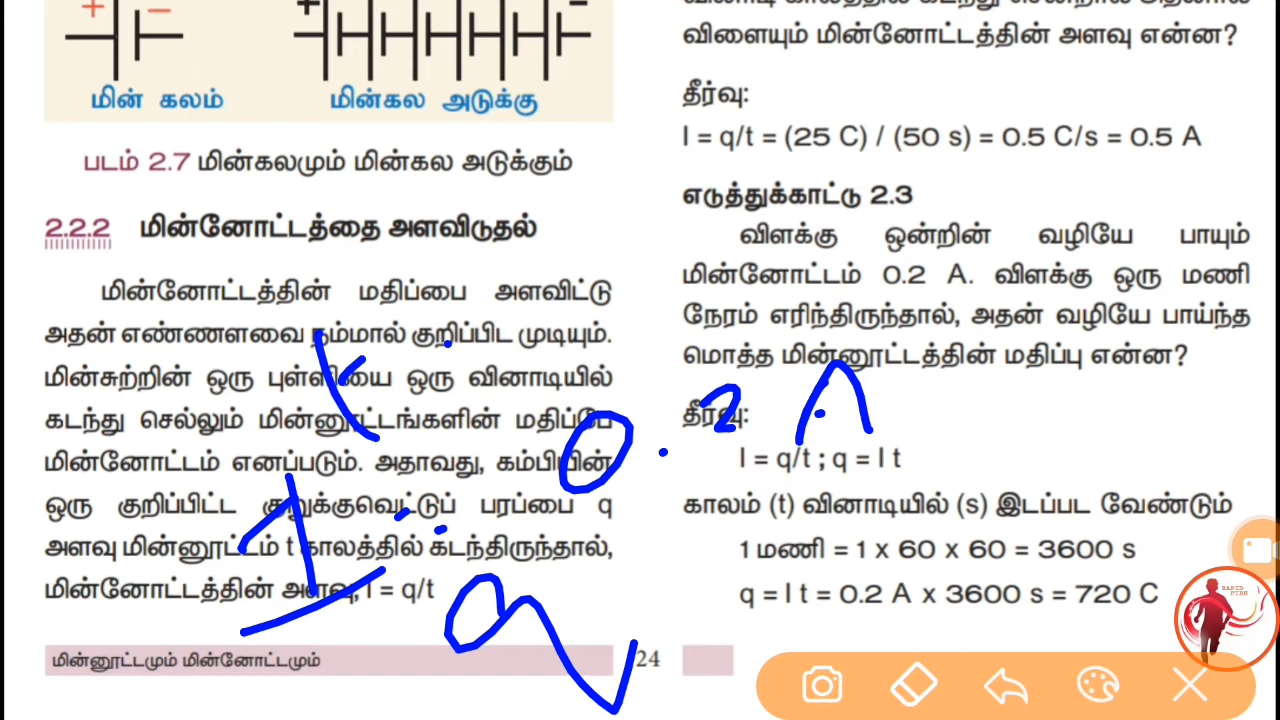 + − + −
மின் கலம் மின்கல அடுக்கு
படம் 2.7 மின்கலமும் மின்கல அடுக்கும்
2.2.2 மின்னோட்டத்தை அளவிடுதல்
மின்னோட்டத்தின் மதிப்பை அளவிட்டு
அதன் எண்ணளவை நம்மால் குறிப்பிட முடியும்.
மின்சுற்றின் ஒரு புள்ளியை ஒரு வினாடியில்
கடந்து செல்லும் மின்னூட்டங்களின் மதிப்பே
மின்னோட்டம் எனப்படும். அதாவது, கம்பியின்
ஒரு குறிப்பிட்ட குறுக்குவெட்டுப் பரப்பை q
அளவு மின்னூட்டம் t காலத்தில் கடந்திருந்தால்,
மின்னோட்டத்தின் அளவு, I = q/t
மின்னூட்டமும் மின்னோட்டமும்
24
விளையும் மின்னோட்டத்தின் அளவு என்ன?
தீர்வு:
I = q/t = (25 C) / (50 s) = 0.5 C/s = 0.5 A
எடுத்துக்காட்டு 2.3
விளக்கு ஒன்றின் வழியே பாயும்
மின்னோட்டம் 0.2 A. விளக்கு ஒரு மணி
நேரம் எரிந்திருந்தால், அதன் வழியே பாய்ந்த
மொத்த மின்னூட்டத்தின் மதிப்பு என்ன?
தீர்வு:
I = q/t ; q = I t
காலம் (t) வினாடியில் (s) இடப்பட வேண்டும்
1 மணி = 1 x 60 x 60 = 3600 s
q = I t = 0.2 A x 3600 s = 720 C
t
I 0.2 A
q
RAPID
FIRE